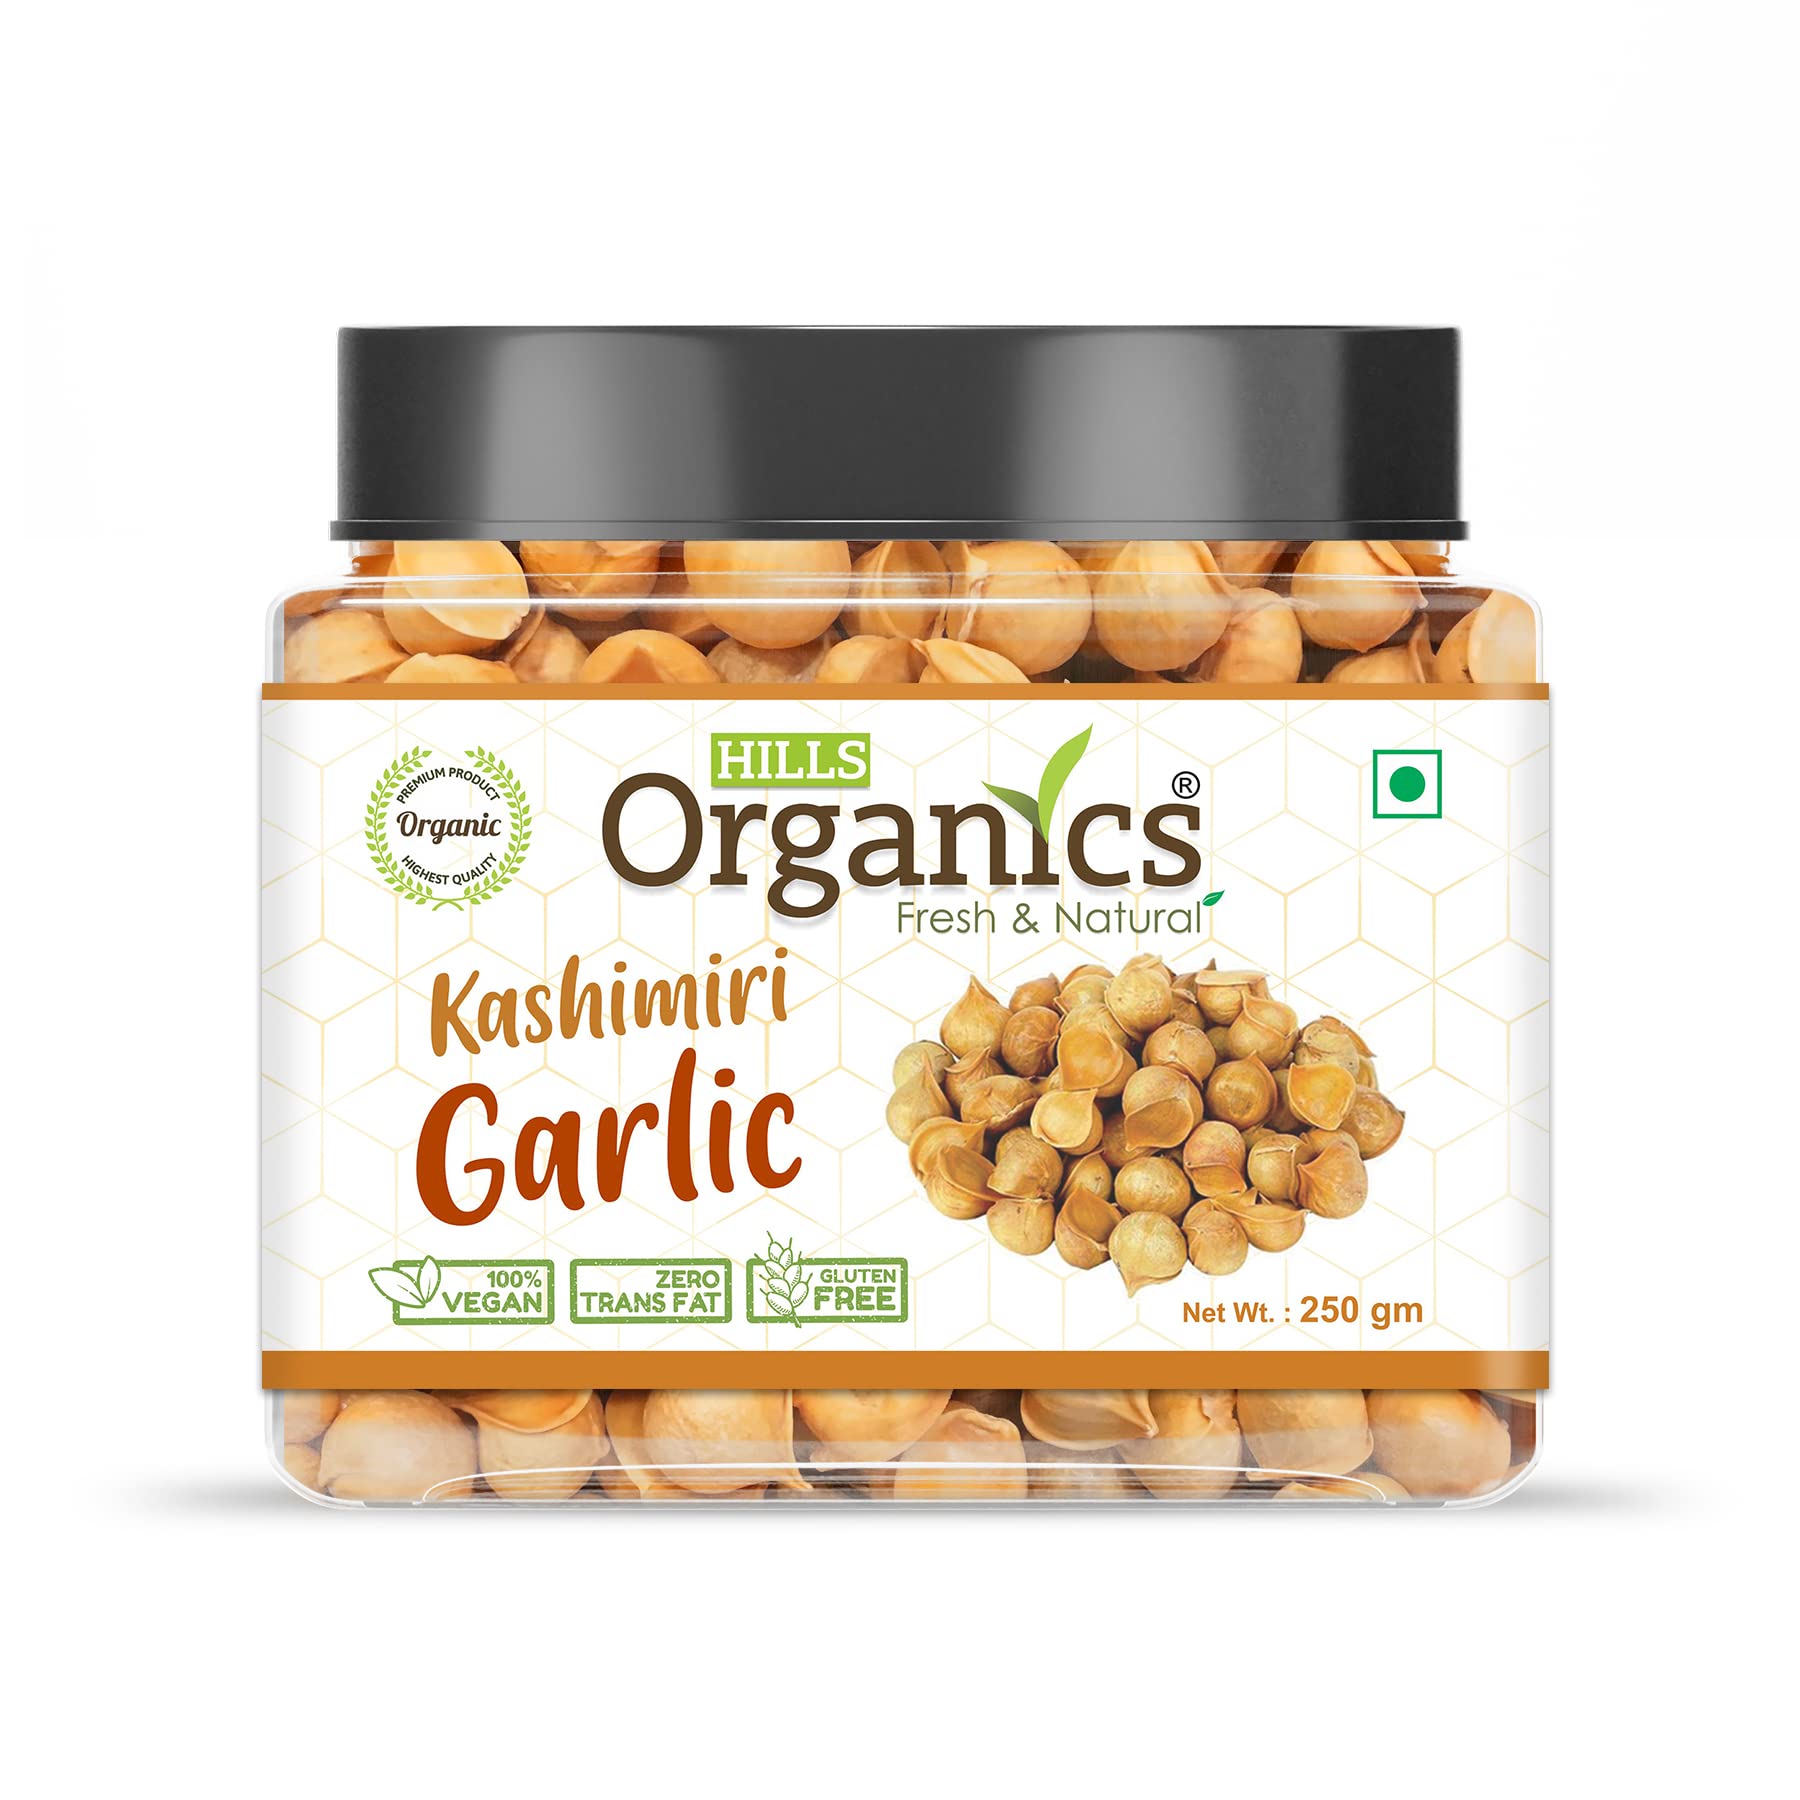 HILLS
Organics®
Fresh & Natural
PREMIUM PRODUCT
Organic
HIGHEST QUALITY
Kashimiri
Garlic
100%
VEGAN
ZERO
TRANS FAT
GLUTEN
FREE
Net Wt. : 250 gm